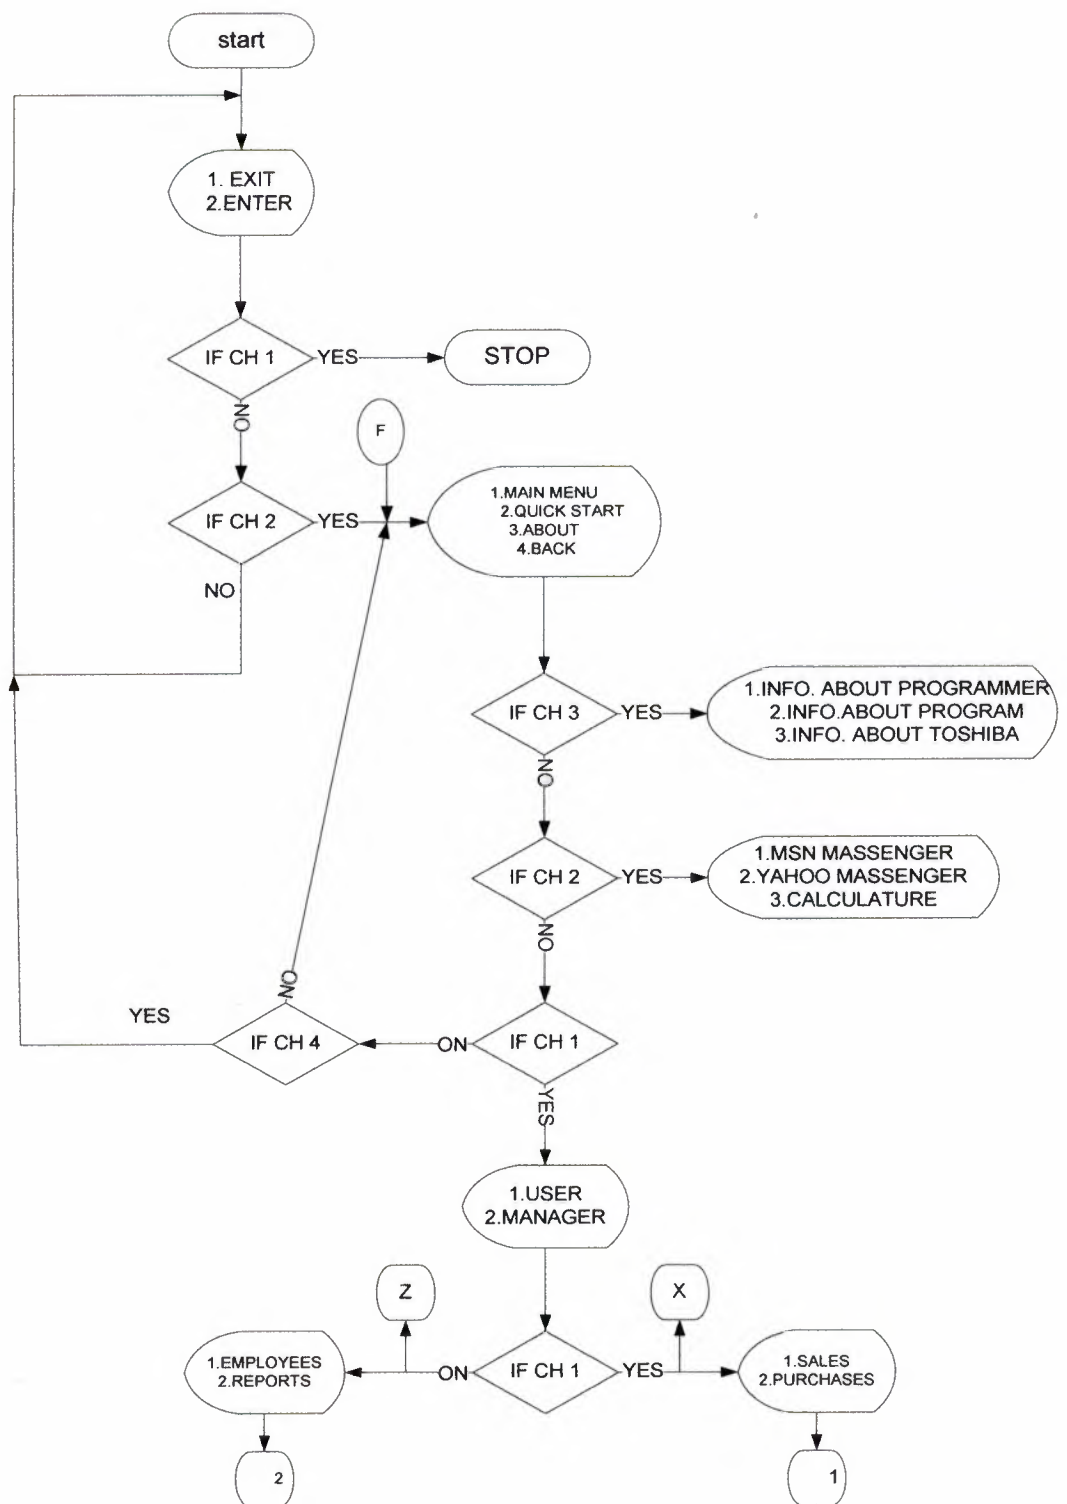 start
1. EXIT
2.ENTER
IF CH 1
YES
STOP
NO
F
IF CH 2
YES
1.MAIN MENU
2.QUICK START
3.ABOUT
4.BACK
NO
IF CH 3
YES
1.INFO. ABOUT PROGRAMMER
2.INFO.ABOUT PROGRAM
3.INFO. ABOUT TOSHIBA
NO
IF CH 2
YES
1.MSN MASSENGER
2.YAHOO MASSENGER
3.CALCULATURE
NO
NO
YES
IF CH 4
NO
IF CH 1
YES
1.USER
2.MANAGER
Z
X
1.EMPLOYEES
2.REPORTS
NO
IF CH 1
YES
1.SALES
2.PURCHASES
2
1